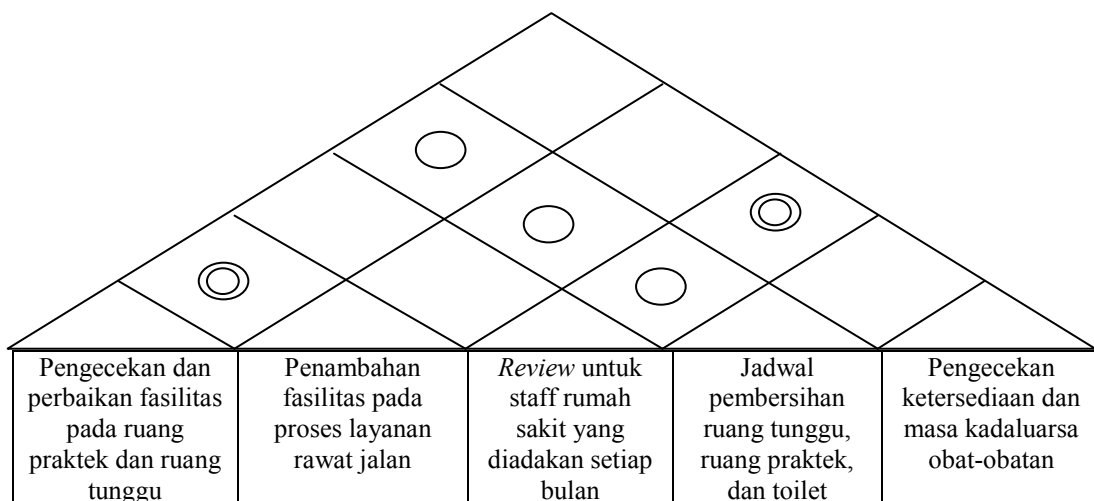 Pengecekan dan
perbaikan fasilitas
pada ruang
praktek dan ruang
tunggu
Penambahan
fasilitas pada
proses layanan
rawat jalan
Review untuk
staff rumah
sakit yang
diadakan setiap
bulan
Jadwal
pembersihan
ruang tunggu,
ruang praktek,
dan toilet
Pengecekan
ketersediaan dan
masa kadaluarsa
obat-obatan